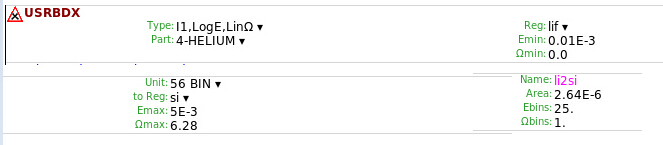 USRBDX
Type: I1,LogE,LinΩ ▾ Reg: lif ▾
Part: 4-HELIUM ▾ Emin: 0.01E-3
Ωmin: 0.0
Unit: 56 BIN ▾ Name: li2si
to Reg: si ▾ Area: 2.64E-6
Emax: 5E-3 Ebins: 25.
Ωmax: 6.28 Ωbins: 1.